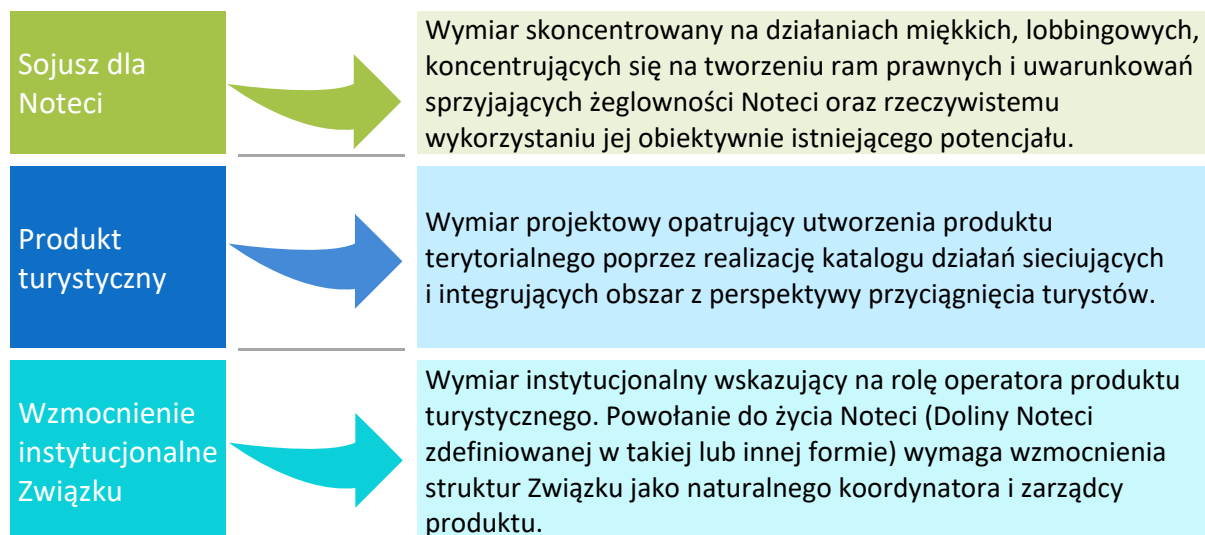 Sojusz dla
Noteci
Wymiar skoncentrowany na działaniach miękkich, lobbingowych,
koncentrujących się na tworzeniu ram prawnych i uwarunkowań
sprzyjających żeglowności Noteci oraz rzeczywistemu
wykorzystaniu jej obiektywnie istniejącego potencjału.
Produkt
turystyczny
Wymiar projektowy opatrujący utworzenia produktu
terytorialnego poprzez realizację katalogu działań sieciujących
i integrujących obszar z perspektywy przyciągnięcia turystów.
Wzmocnienie
instytucjonalne
Związku
Wymiar instytucjonalny wskazujący na rolę operatora produktu
turystycznego. Powołanie do życia Noteci (Doliny Noteci
zdefiniowanej w takiej lub innej formie) wymaga wzmocnienia
struktur Związku jako naturalnego koordynatora i zarządcy
produktu.